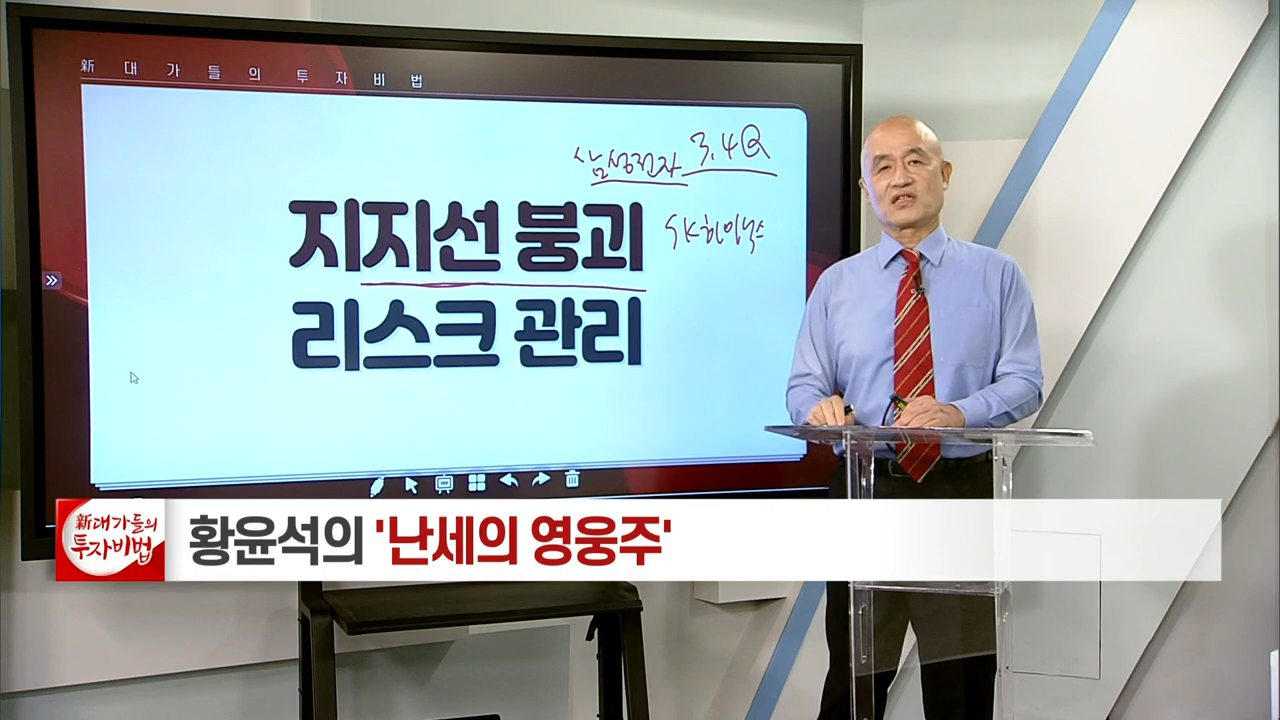 新 대가들의 투자비법
삼성전자 3.4Q
지지선 붕괴
SK하이닉스
리스크 관리
新대가들의
투자비법
황윤석의 '난세의 영웅주'